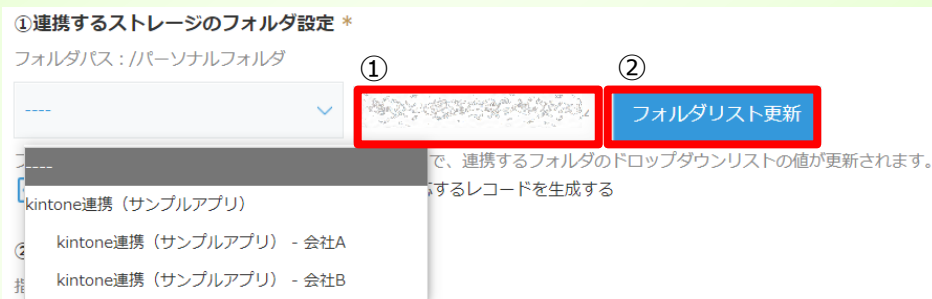 ①連携するストレージのフォルダ設定 *
フォルダパス：/パーソナルフォルダ
①
②
----
フォルダリスト更新
----
で、連携するフォルダのドロップダウンリストの値が更新されます。
するレコードを生成する
kintone連携（サンプルアプリ）
kintone連携（サンプルアプリ） - 会社A
kintone連携（サンプルアプリ） - 会社B